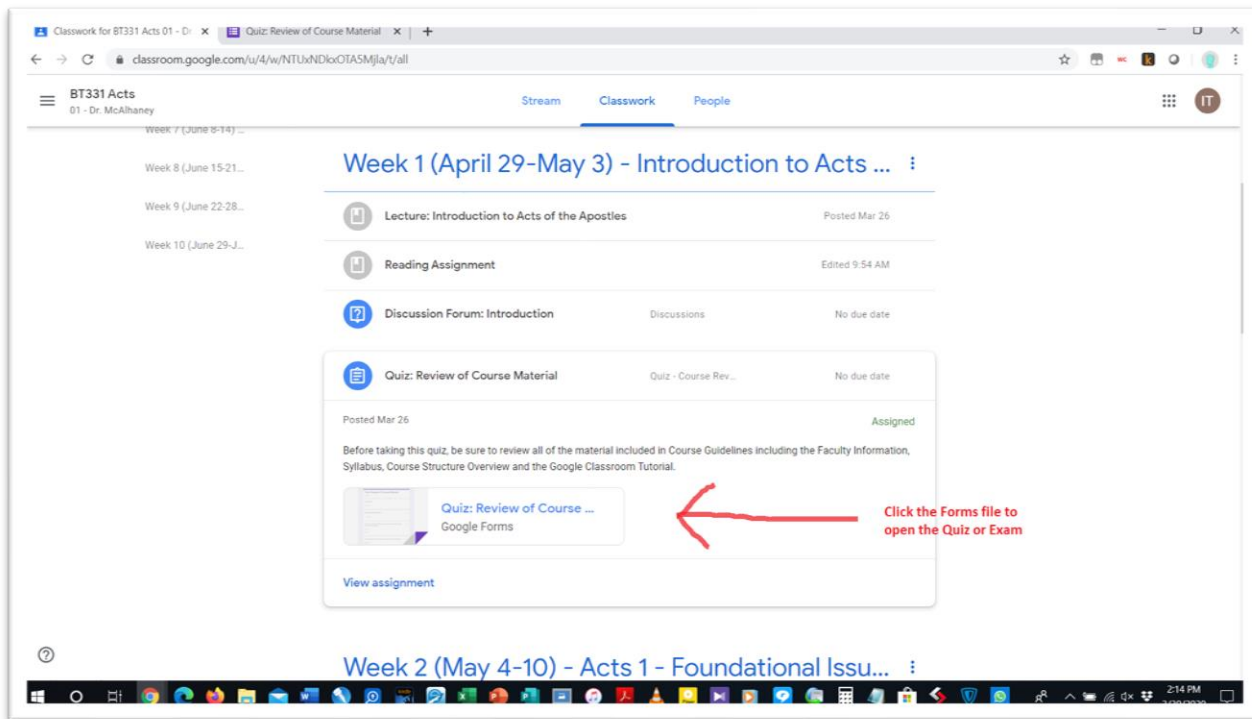 Classwork for BT331 Acts 01 - Dr
Quiz: Review of Course Material
classroom.google.com/u/4/w/NTUxNDkxOTA5Mjla/t/all
BT331 Acts
01 - Dr. McAlhaney
Stream
Classwork
People
IT
Week 7 (June 8-14) ...
Week 8 (June 15-21...
Week 9 (June 22-28...
Week 10 (June 29-J...
Week 1 (April 29-May 3) - Introduction to Acts ...
Lecture: Introduction to Acts of the Apostles Posted Mar 26
Reading Assignment Edited 9:54 AM
Discussion Forum: Introduction Discussions No due date
Quiz: Review of Course Material Quiz - Course Rev... No due date
Posted Mar 26 Assigned
Before taking this quiz, be sure to review all of the material included in Course Guidelines including the Faculty Information,
Syllabus, Course Structure Overview and the Google Classroom Tutorial.
Quiz: Review of Course ...
Google Forms
Click the Forms file to
open the Quiz or Exam
View assignment
Week 2 (May 4-10) - Acts 1 - Foundational Issu...
2:14 PM